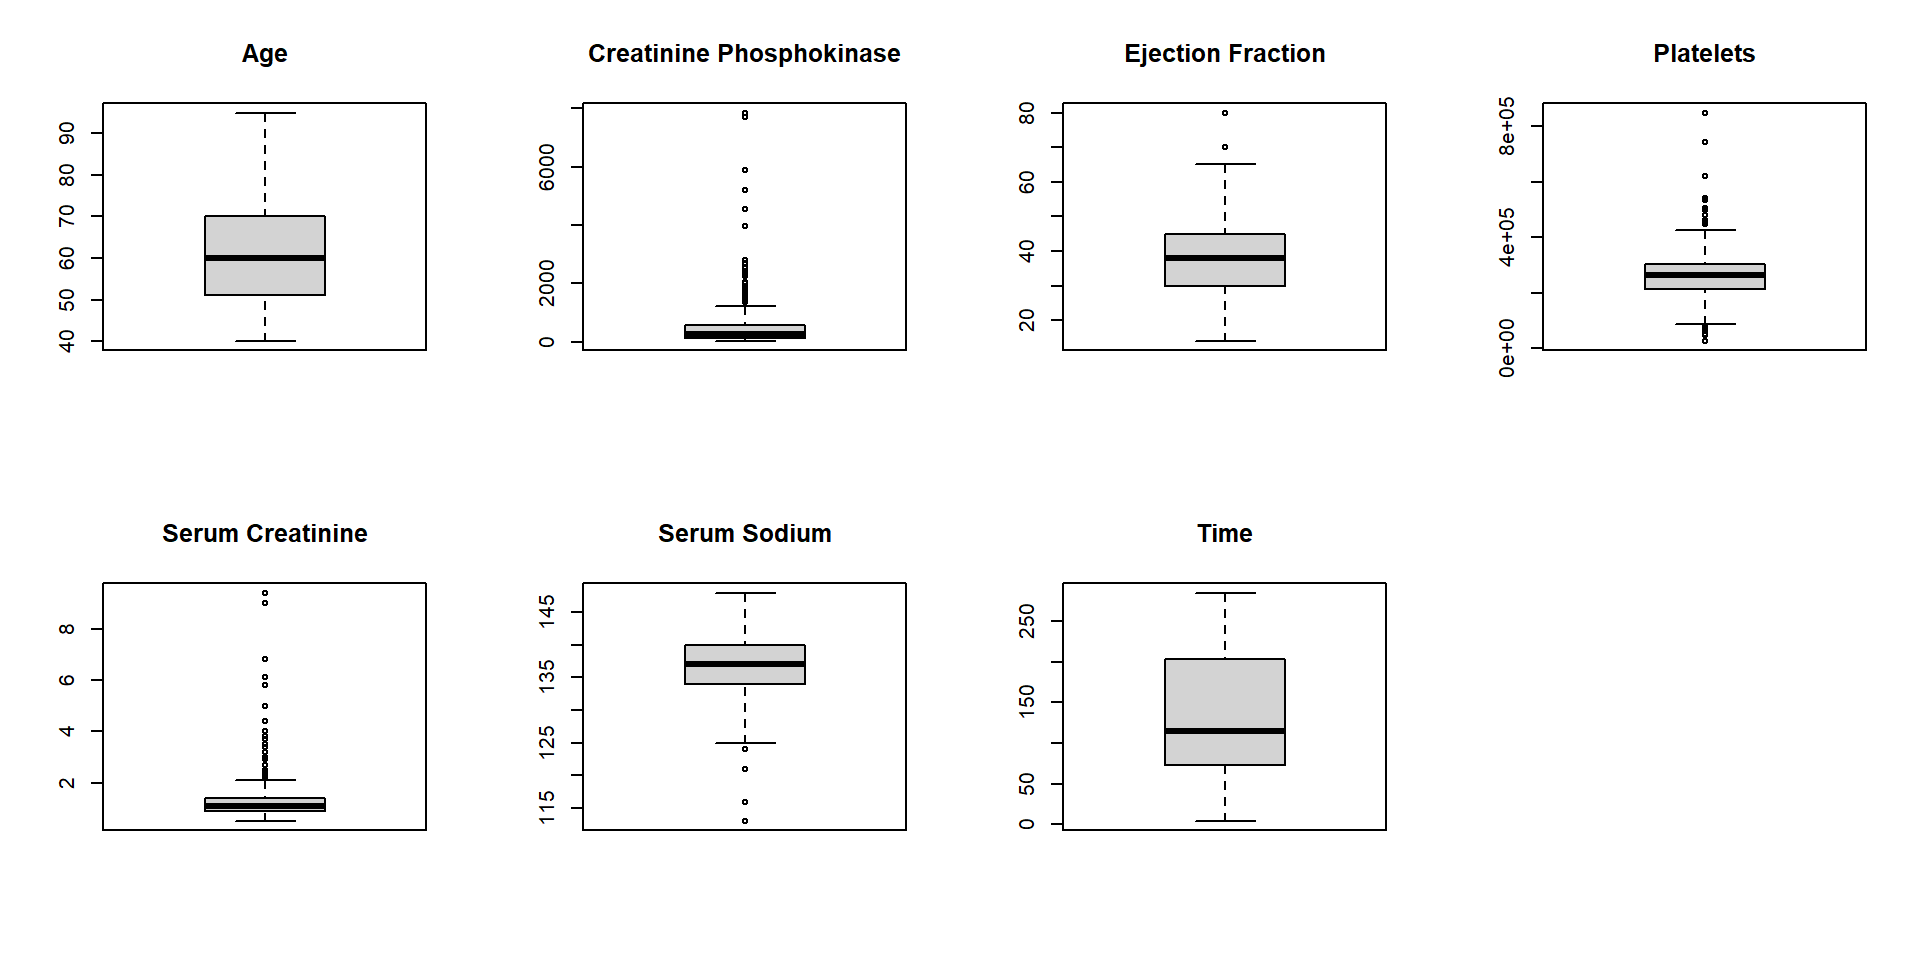 Age
Creatinine Phosphokinase
Ejection Fraction
Platelets
90
80
70
60
50
40
6000
2000
0
80
60
40
20
8e+05
4e+05
0e+00
Serum Creatinine
Serum Sodium
Time
8
6
4
2
145
135
125
115
250
150
50
0